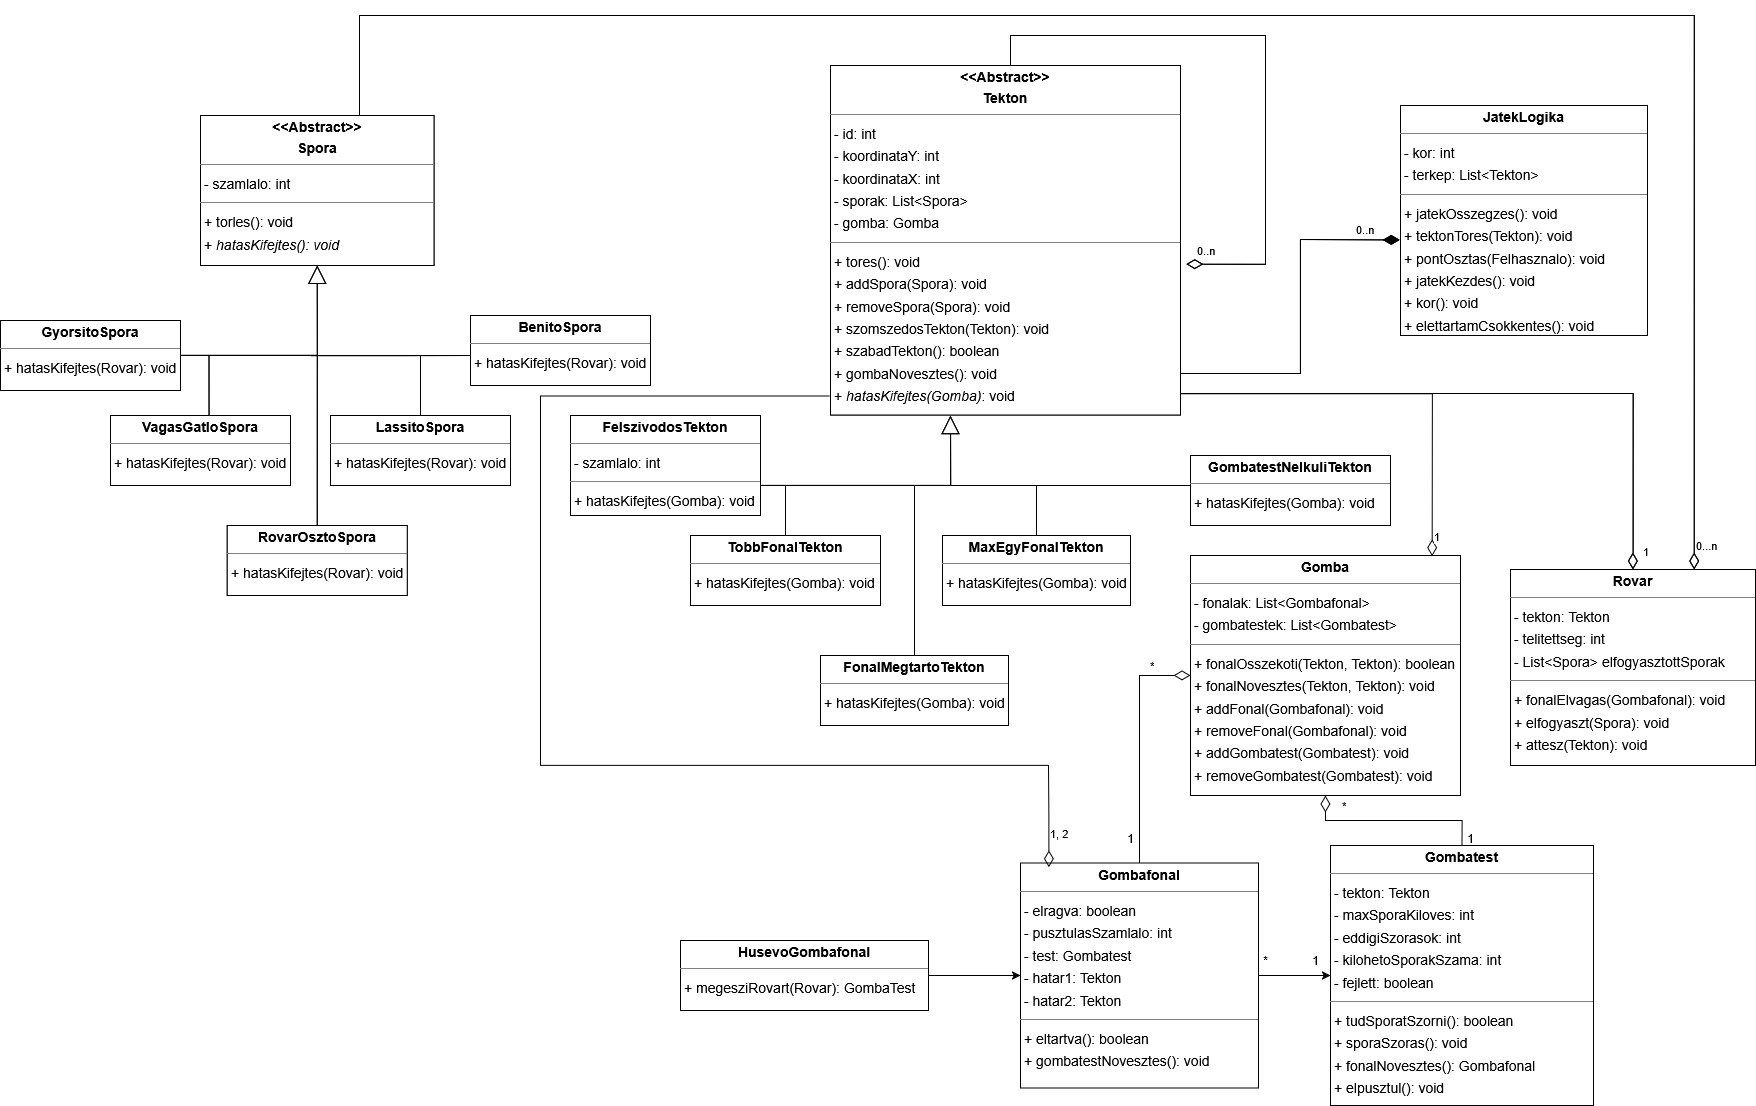 <<Abstract>>
Spora
- szamlalo: int
+ torles(): void
+ hatasKifejtes(): void
GyorsitoSpora
+ hatasKifejtes(Rovar): void
BenitoSpora
+ hatasKifejtes(Rovar): void
VagasGatloSpora
+ hatasKifejtes(Rovar): void
LassitoSpora
+ hatasKifejtes(Rovar): void
RovarOsztoSpora
+ hatasKifejtes(Rovar): void
<<Abstract>>
Tekton
- id: int
- koordinataY: int
- koordinataX: int
- sporak: List<Spora>
- gomba: Gomba
+ tores(): void
+ addSpora(Spora): void
+ removeSpora(Spora): void
+ szomszedosTekton(Tekton): void
+ szabadTekton(): boolean
+ gombaNovesztes(): void
+ hatasKifejtes(Gomba): void
0..n
JatekLogika
- kor: int
- terkep: List<Tekton>
+ jatekOsszegzes(): void
+ tektonTores(Tekton): void
+ pontOsztas(Felhasznalo): void
+ jatekKezdes(): void
+ kor(): void
+ elettartamCsokkentes(): void
0..n
FelszivodosTekton
- szamlalo: int
+ hatasKifejtes(Gomba): void
GombatestNelkuliTekton
+ hatasKifejtes(Gomba): void
TobbFonalTekton
+ hatasKifejtes(Gomba): void
MaxEgyFonalTekton
+ hatasKifejtes(Gomba): void
FonalMegtartoTekton
+ hatasKifejtes(Gomba): void
1
Gomba
- fonalak: List<Gombafonal>
- gombatestek: List<Gombatest>
+ fonalOsszekoti(Tekton, Tekton): boolean
+ fonalNovesztes(Tekton, Tekton): void
+ addFonal(Gombafonal): void
+ removeFonal(Gombafonal): void
+ addGombatest(Gombatest): void
+ removeGombatest(Gombatest): void
*
1
*
1
1
0...n
Rovar
- tekton: Tekton
- telitettseg: int
- List<Spora> elfogyasztottSporak
+ fonalElvagas(Gombafonal): void
+ elfogyaszt(Spora): void
+ attesz(Tekton): void
1, 2
Gombafonal
- elragva: boolean
- pusztulasSzamlalo: int
- test: Gombatest
- hatar1: Tekton
- hatar2: Tekton
+ eltartva(): boolean
+ gombatestNovesztes(): void
HusevoGombafonal
+ megesziRovart(Rovar): GombaTest
*
1
Gombatest
- tekton: Tekton
- maxSporaKiloves: int
- eddigiSzorasok: int
- kilohetoSporakSzama: int
- fejlett: boolean
+ tudSporatSzorni(): boolean
+ sporaSzoras(): void
+ fonalNovesztes(): Gombafonal
+ elpusztul(): void